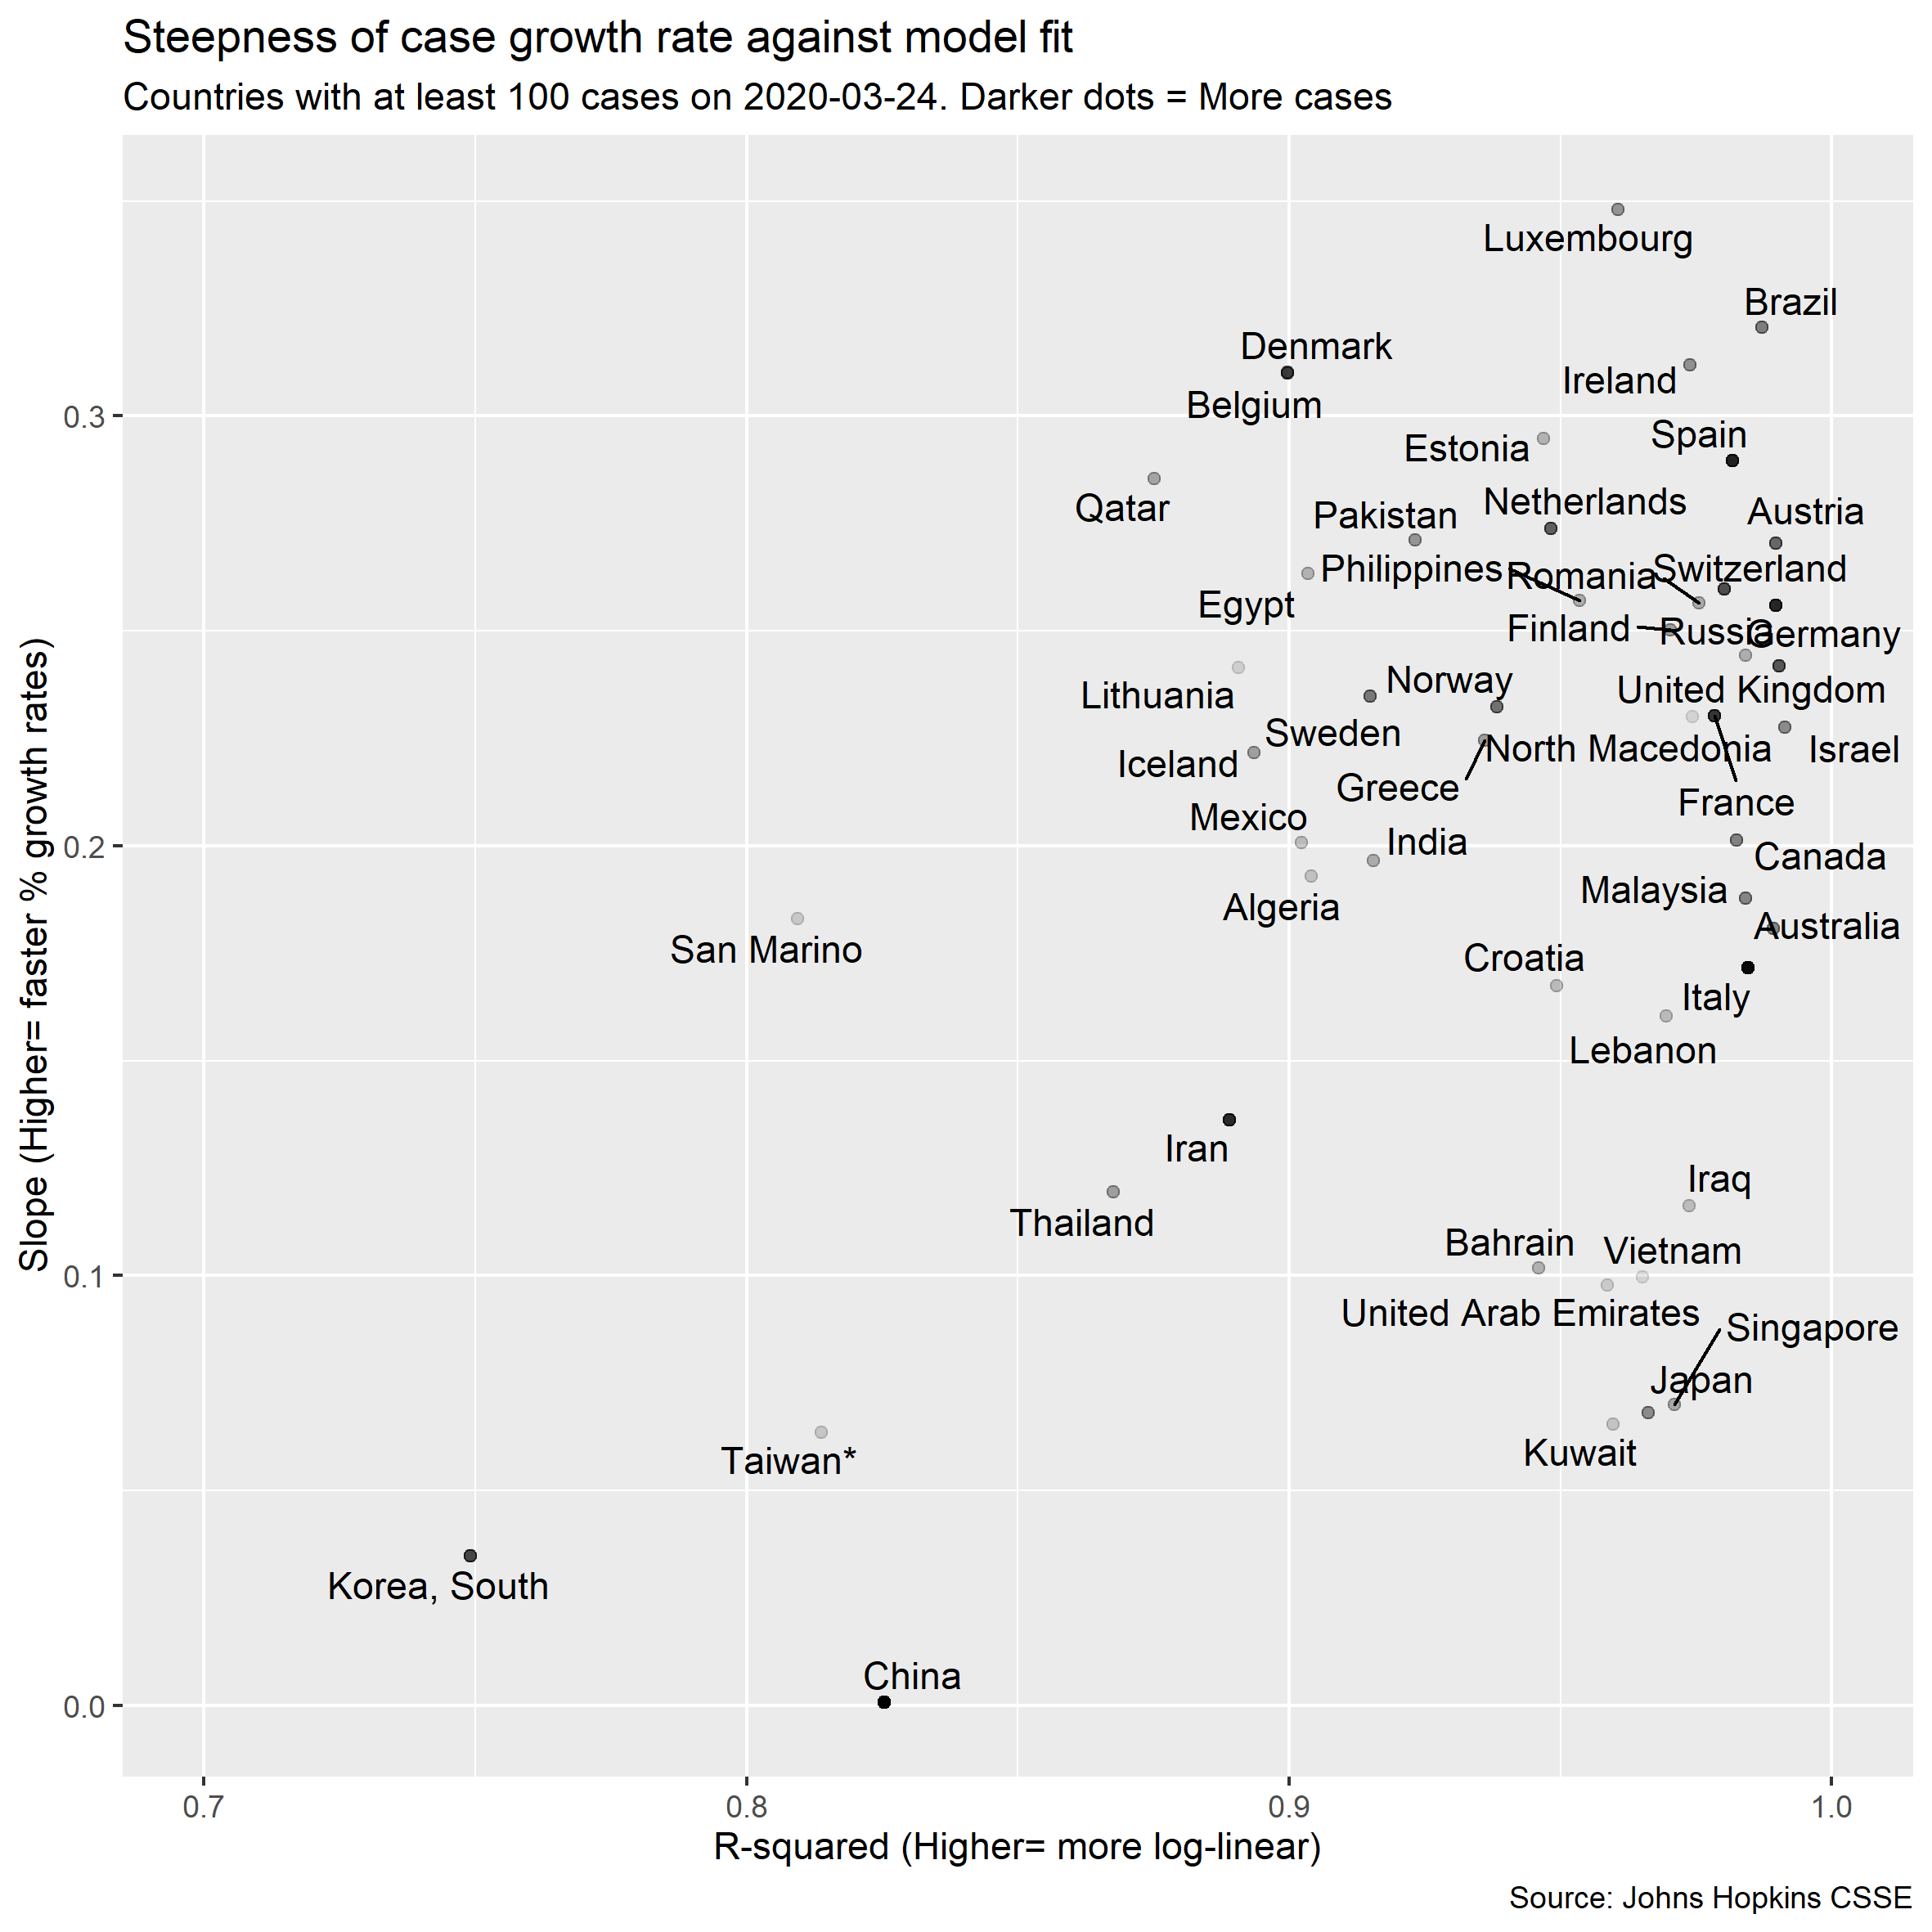 Steepness of case growth rate against model fit
Countries with at least 100 cases on 2020-03-24. Darker dots = More cases
Slope (Higher= faster % growth rates)
Luxembourg
Brazil
Denmark
Ireland
Belgium
0.3
Spain
Estonia
Netherlands
Qatar
Pakistan
Austria
Philippines
Romania
Switzerland
Egypt
Finland
Russia
Germany
Norway
United Kingdom
Lithuania
Sweden
North Macedonia
Israel
Iceland
Greece
France
Mexico
0.2
India
Canada
Malaysia
Algeria
Australia
San Marino
Croatia
Italy
Lebanon
Iran
Iraq
Thailand
Bahrain
Vietnam
0.1
United Arab Emirates
Singapore
Japan
Kuwait
Taiwan*
Korea, South
China
0.0
0.7
0.8
0.9
1.0
R-squared (Higher= more log-linear)
Source: Johns Hopkins CSSE